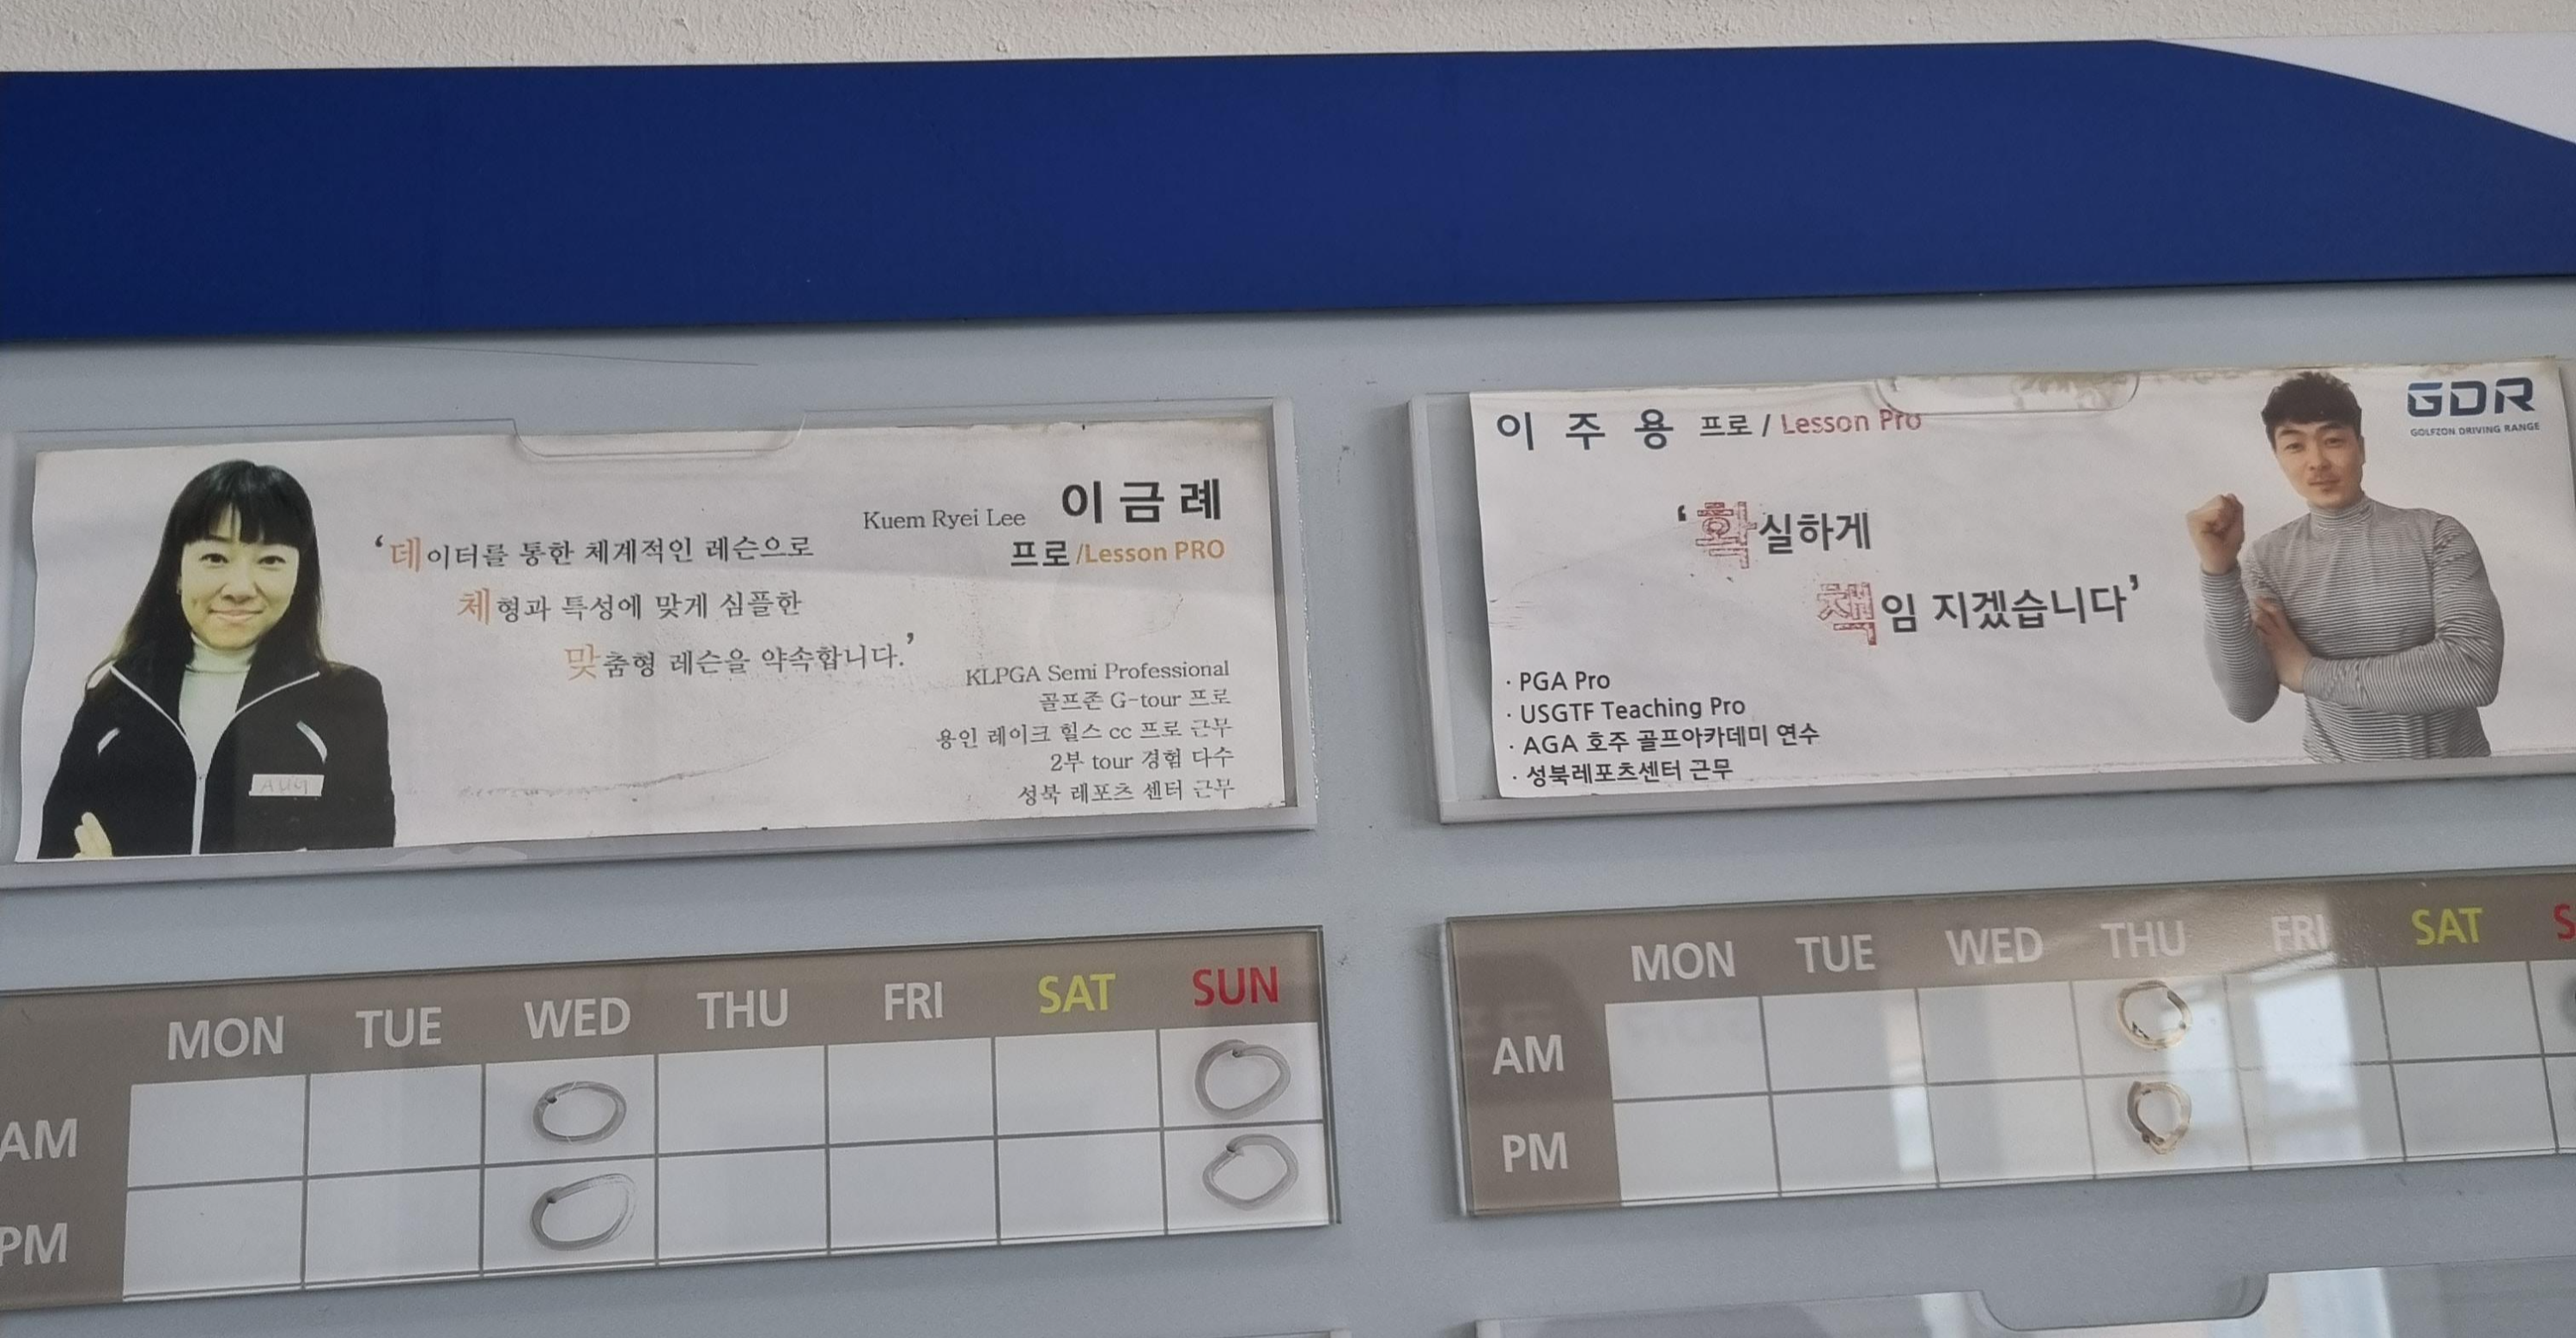 이금례
Kuem Ryei Lee
프로/Lesson PRO
‘데이터를 통한 체계적인 레슨으로
체형과 특성에 맞게 심플한
맞춤형 레슨을 약속합니다.’
KLPGA Semi Professional
골프존 G-tour 프로
용인 레이크 힐스 cc 프로 근무
2부 tour 경험 다수
성북 레포츠 센터 근무
MON TUE WED THU FRI SAT SUN
AM
PM
이 주 용 프로 / Lesson Pro
GDR
GOLFZON DRIVING RANGE
‘확실하게
책임 지겠습니다’
· PGA Pro
· USGTF Teaching Pro
· AGA 호주 골프아카데미 연수
· 성북레포츠센터 근무
MON TUE WED THU FRI SAT S
AM
PM